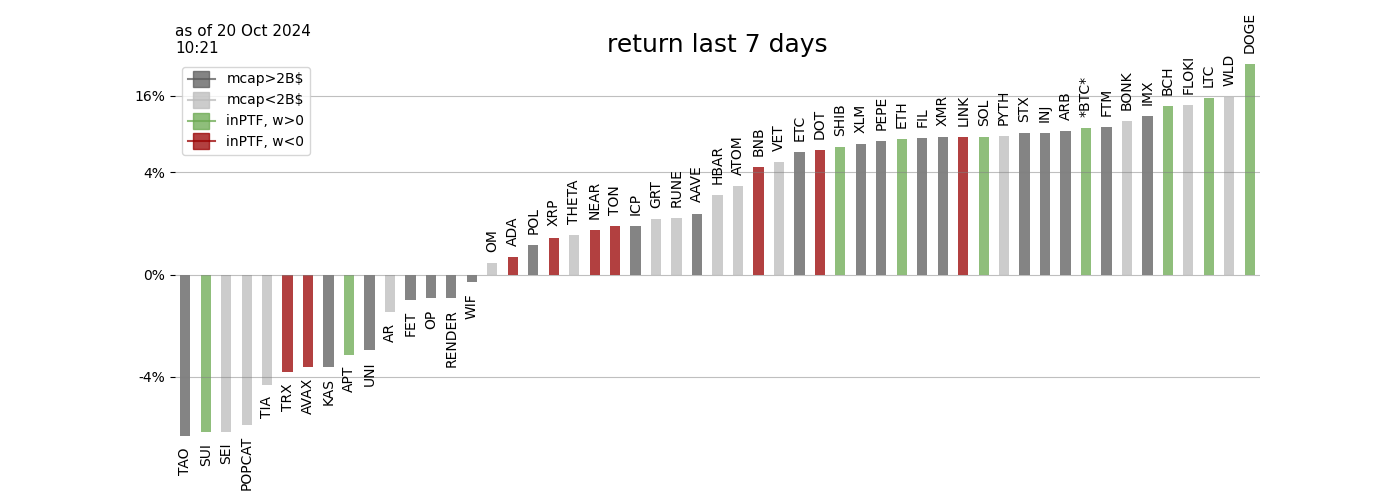 as of 20 Oct 2024
10:21
return last 7 days
mcap>2B$
mcap<2B$
inPTF, w>0
inPTF, w<0
16%
4%
0%
-4%
TAO
SUI
SEI
POPCAT
TIA
TRX
AVAX
KAS
APT
UNI
AR
FET
OP
RENDER
WIF
OM
ADA
POL
XRP
THETA
NEAR
TON
ICP
GRT
RUNE
AAVE
HBAR
ATOM
BNB
VET
ETC
DOT
SHIB
XLM
PEPE
ETH
FIL
XMR
LINK
SOL
PYTH
STX
INJ
ARB
*BTC*
FTM
BONK
IMX
BCH
FLOKI
LTC
WLD
DOGE